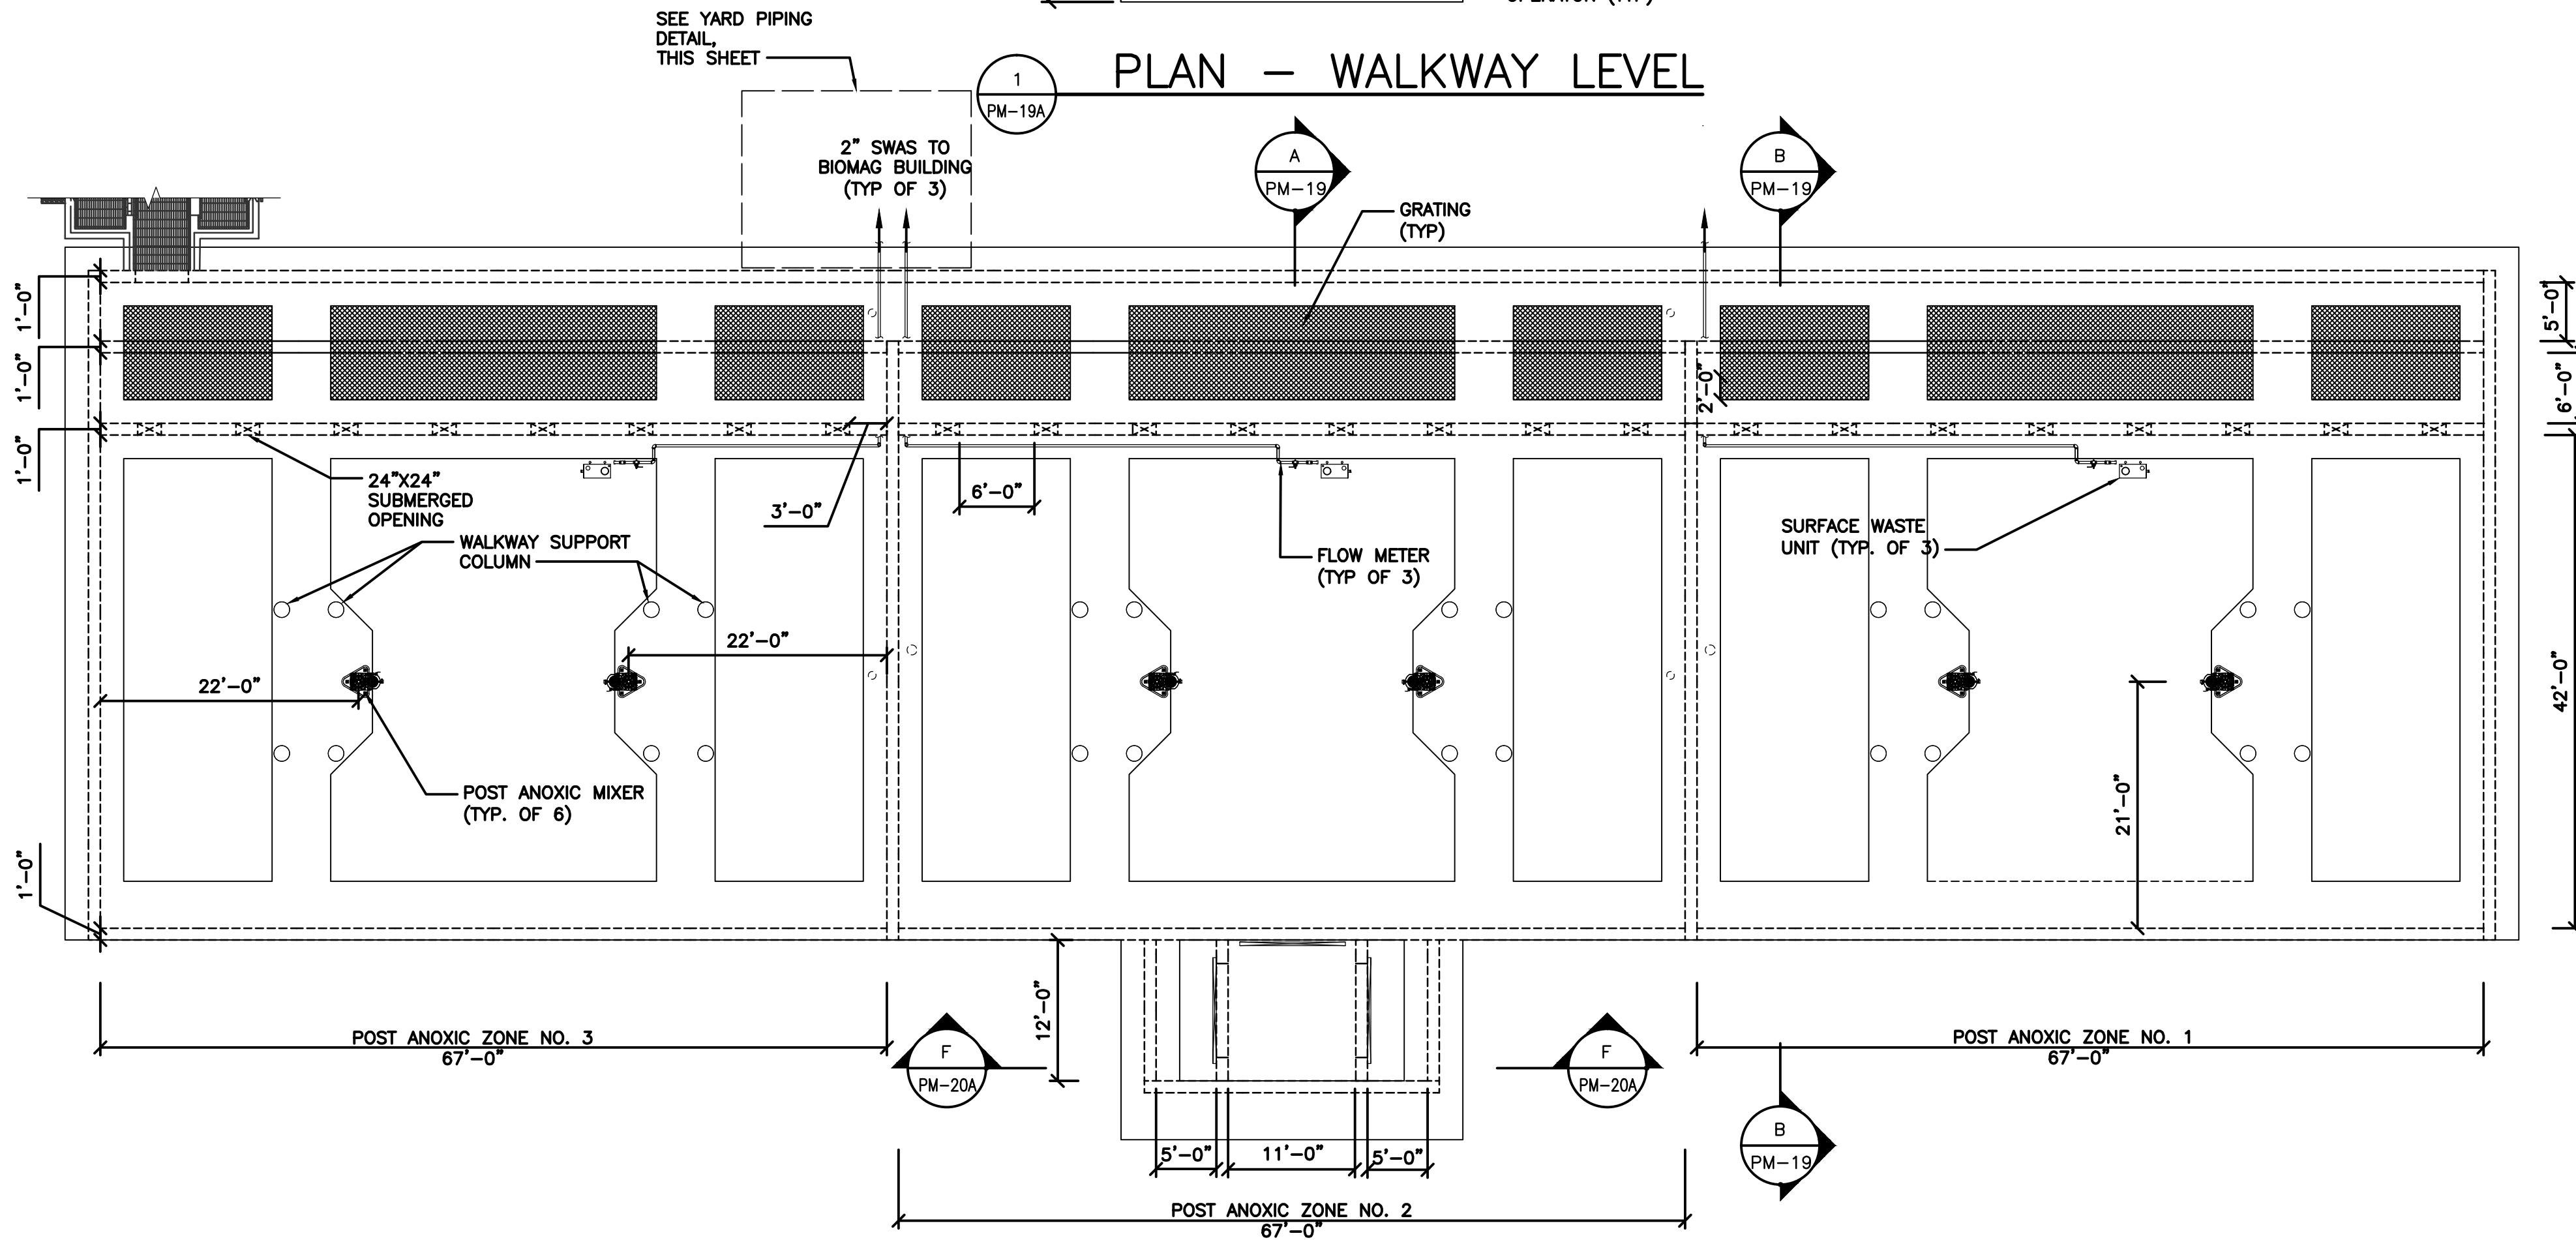 SEE YARD PIPING
DETAIL,
THIS SHEET
1
PM-19A
PLAN - WALKWAY LEVEL
2" SWAS TO
BIOMAG BUILDING
(TYP OF 3)
A
PM-19
B
PM-19
GRATING
(TYP)
1'-0"
1'-0"
1'-0"
5'-0"
6'-0"
2'-0"
24"X24"
SUBMERGED
OPENING
3'-0"
6'-0"
WALKWAY SUPPORT
COLUMN
FLOW METER
(TYP OF 3)
SURFACE WASTE
UNIT (TYP. OF 3)
22'-0"
22'-0"
42'-0"
21'-0"
POST ANOXIC MIXER
(TYP. OF 6)
1'-0"
12'-0"
POST ANOXIC ZONE NO. 3
67'-0"
F
PM-20A
F
PM-20A
POST ANOXIC ZONE NO. 1
67'-0"
B
PM-19
5'-0"
11'-0"
5'-0"
POST ANOXIC ZONE NO. 2
67'-0"